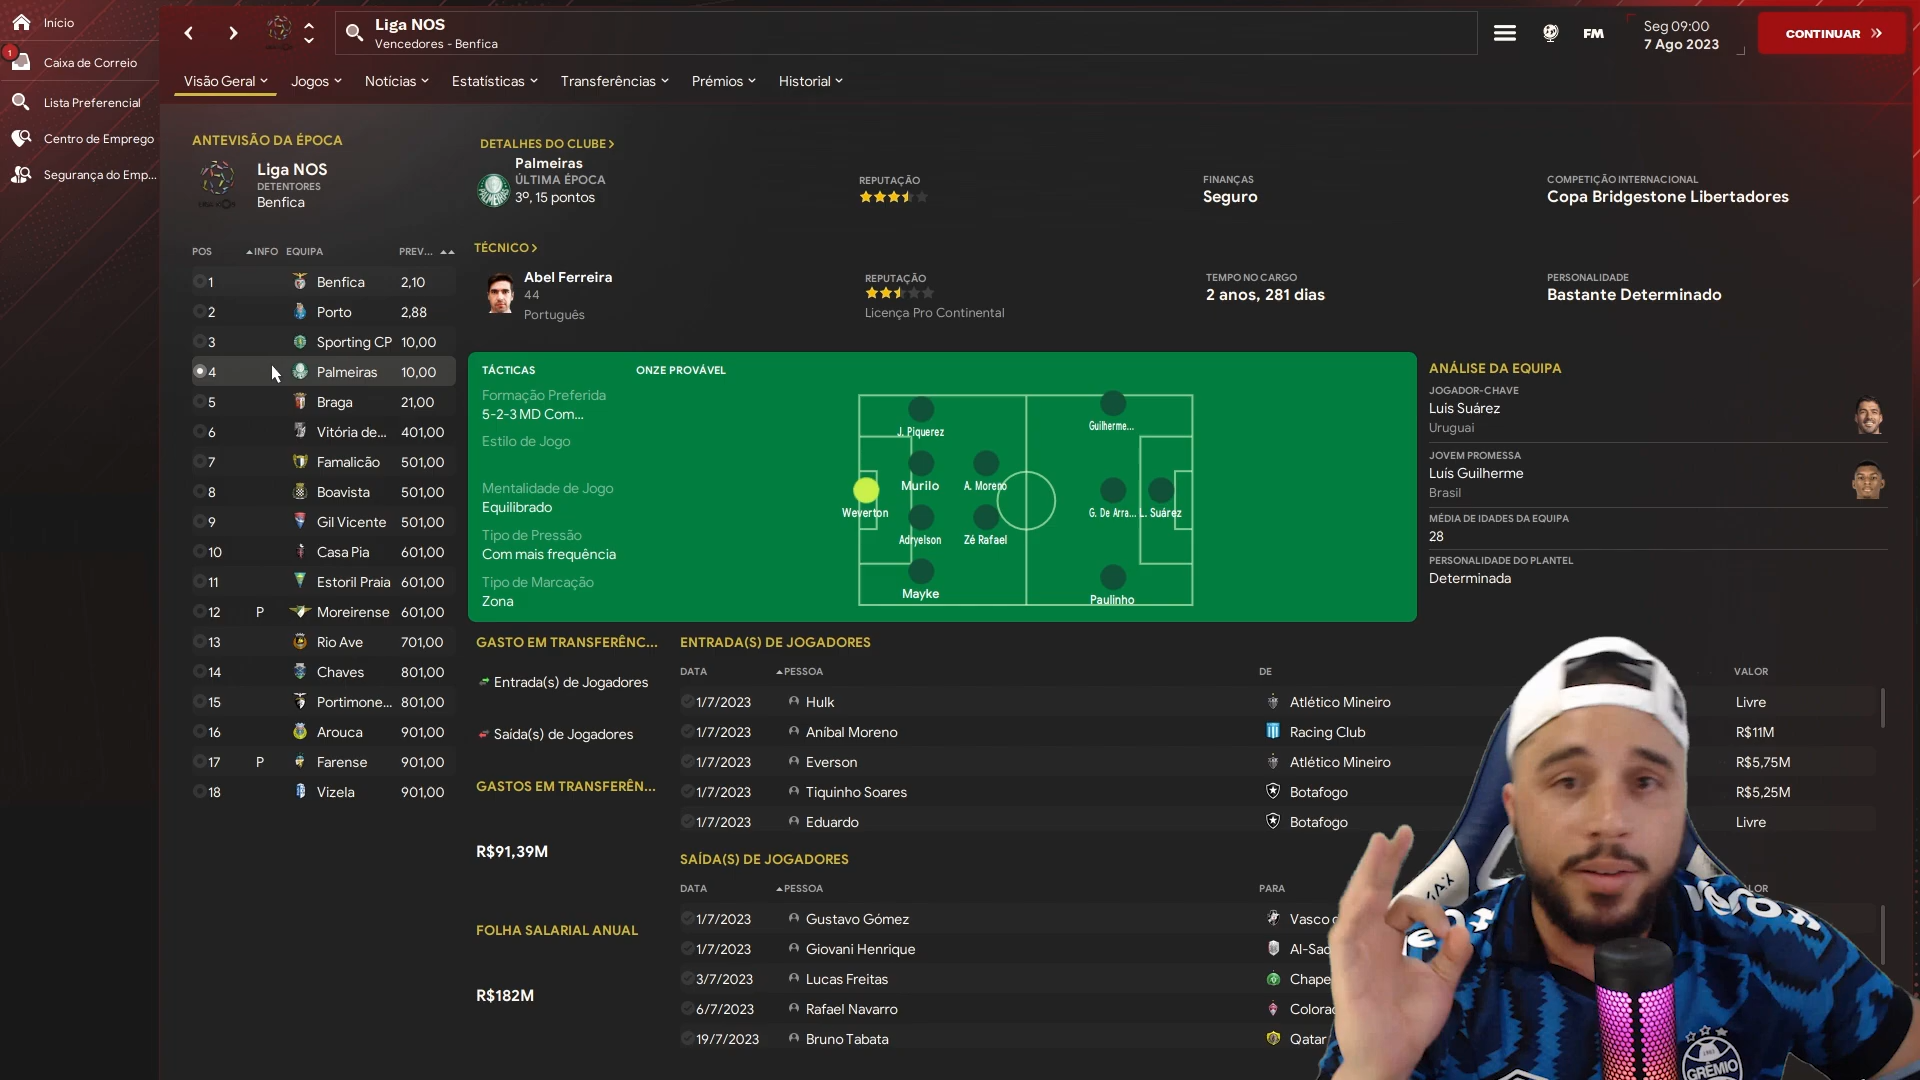 Início
1
Caixa de Correio
Lista Preferencial
Centro de Emprego
Segurança do Emp...
Liga NOS
Vencedores - Benfica
FM
Seg 09:00
7 Ago 2023
CONTINUAR
Visão Geral
Jogos
Notícias
Estatísticas
Transferências
Prémios
Historial
ANTEVISÃO DA ÉPOCA
Liga NOS
DETENTORES
Benfica
POS INFO EQUIPA PREV...
1 Benfica 2,10
2 Porto 2,88
3 Sporting CP 10,00
4 Palmeiras 10,00
5 Braga 21,00
6 Vitória de... 401,00
7 Famalicão 501,00
8 Boavista 501,00
9 Gil Vicente 501,00
10 Casa Pia 601,00
11 Estoril Praia 601,00
12 P Moreirense 601,00
13 Rio Ave 701,00
14 Chaves 801,00
15 Portimone... 801,00
16 Arouca 901,00
17 P Farense 901,00
18 Vizela 901,00
DETALHES DO CLUBE >
Palmeiras
ÚLTIMA ÉPOCA
3º, 15 pontos
REPUTAÇÃO
FINANÇAS
Seguro
COMPETIÇÃO INTERNACIONAL
Copa Bridgestone Libertadores
TÉCNICO >
Abel Ferreira
44
Português
REPUTAÇÃO
Licença Pro Continental
TEMPO NO CARGO
2 anos, 281 dias
PERSONALIDADE
Bastante Determinado
TÁCTICAS
Formação Preferida
5-2-3 MD Com...
Estilo de Jogo
Mentalidade de Jogo
Equilibrado
Tipo de Pressão
Com mais frequência
Tipo de Marcação
Zona
ONZE PROVÁVEL
J. Piquerez
Guilherme...
Murilo
A. Moreno
Weverton
G. De Arra...
L. Suárez
Adryelson
Zé Rafael
Mayke
Paulinho
ANÁLISE DA EQUIPA
JOGADOR-CHAVE
Luis Suárez
Uruguai
JOVEM PROMESSA
Luís Guilherme
Brasil
MÉDIA DE IDADES DA EQUIPA
28
PERSONALIDADE DO PLANTEL
Determinada
GASTO EM TRANSFERÊNC...
Entrada(s) de Jogadores
Saída(s) de Jogadores
GASTOS EM TRANSFERÊN...
R$91,39M
FOLHA SALARIAL ANUAL
R$182M
ENTRADA(S) DE JOGADORES
DATA PESSOA DE VALOR
1/7/2023 Hulk Atlético Mineiro Livre
1/7/2023 Aníbal Moreno Racing Club R$11M
1/7/2023 Everson Atlético Mineiro R$5,75M
1/7/2023 Tiquinho Soares Botafogo R$5,25M
1/7/2023 Eduardo Botafogo Livre
SAÍDA(S) DE JOGADORES
DATA PESSOA PARA
1/7/2023 Gustavo Gómez Vasco
1/7/2023 Giovani Henrique Al-Sad
3/7/2023 Lucas Freitas Chape
6/7/2023 Rafael Navarro Colora
19/7/2023 Bruno Tabata Qatar
GRÊMIO